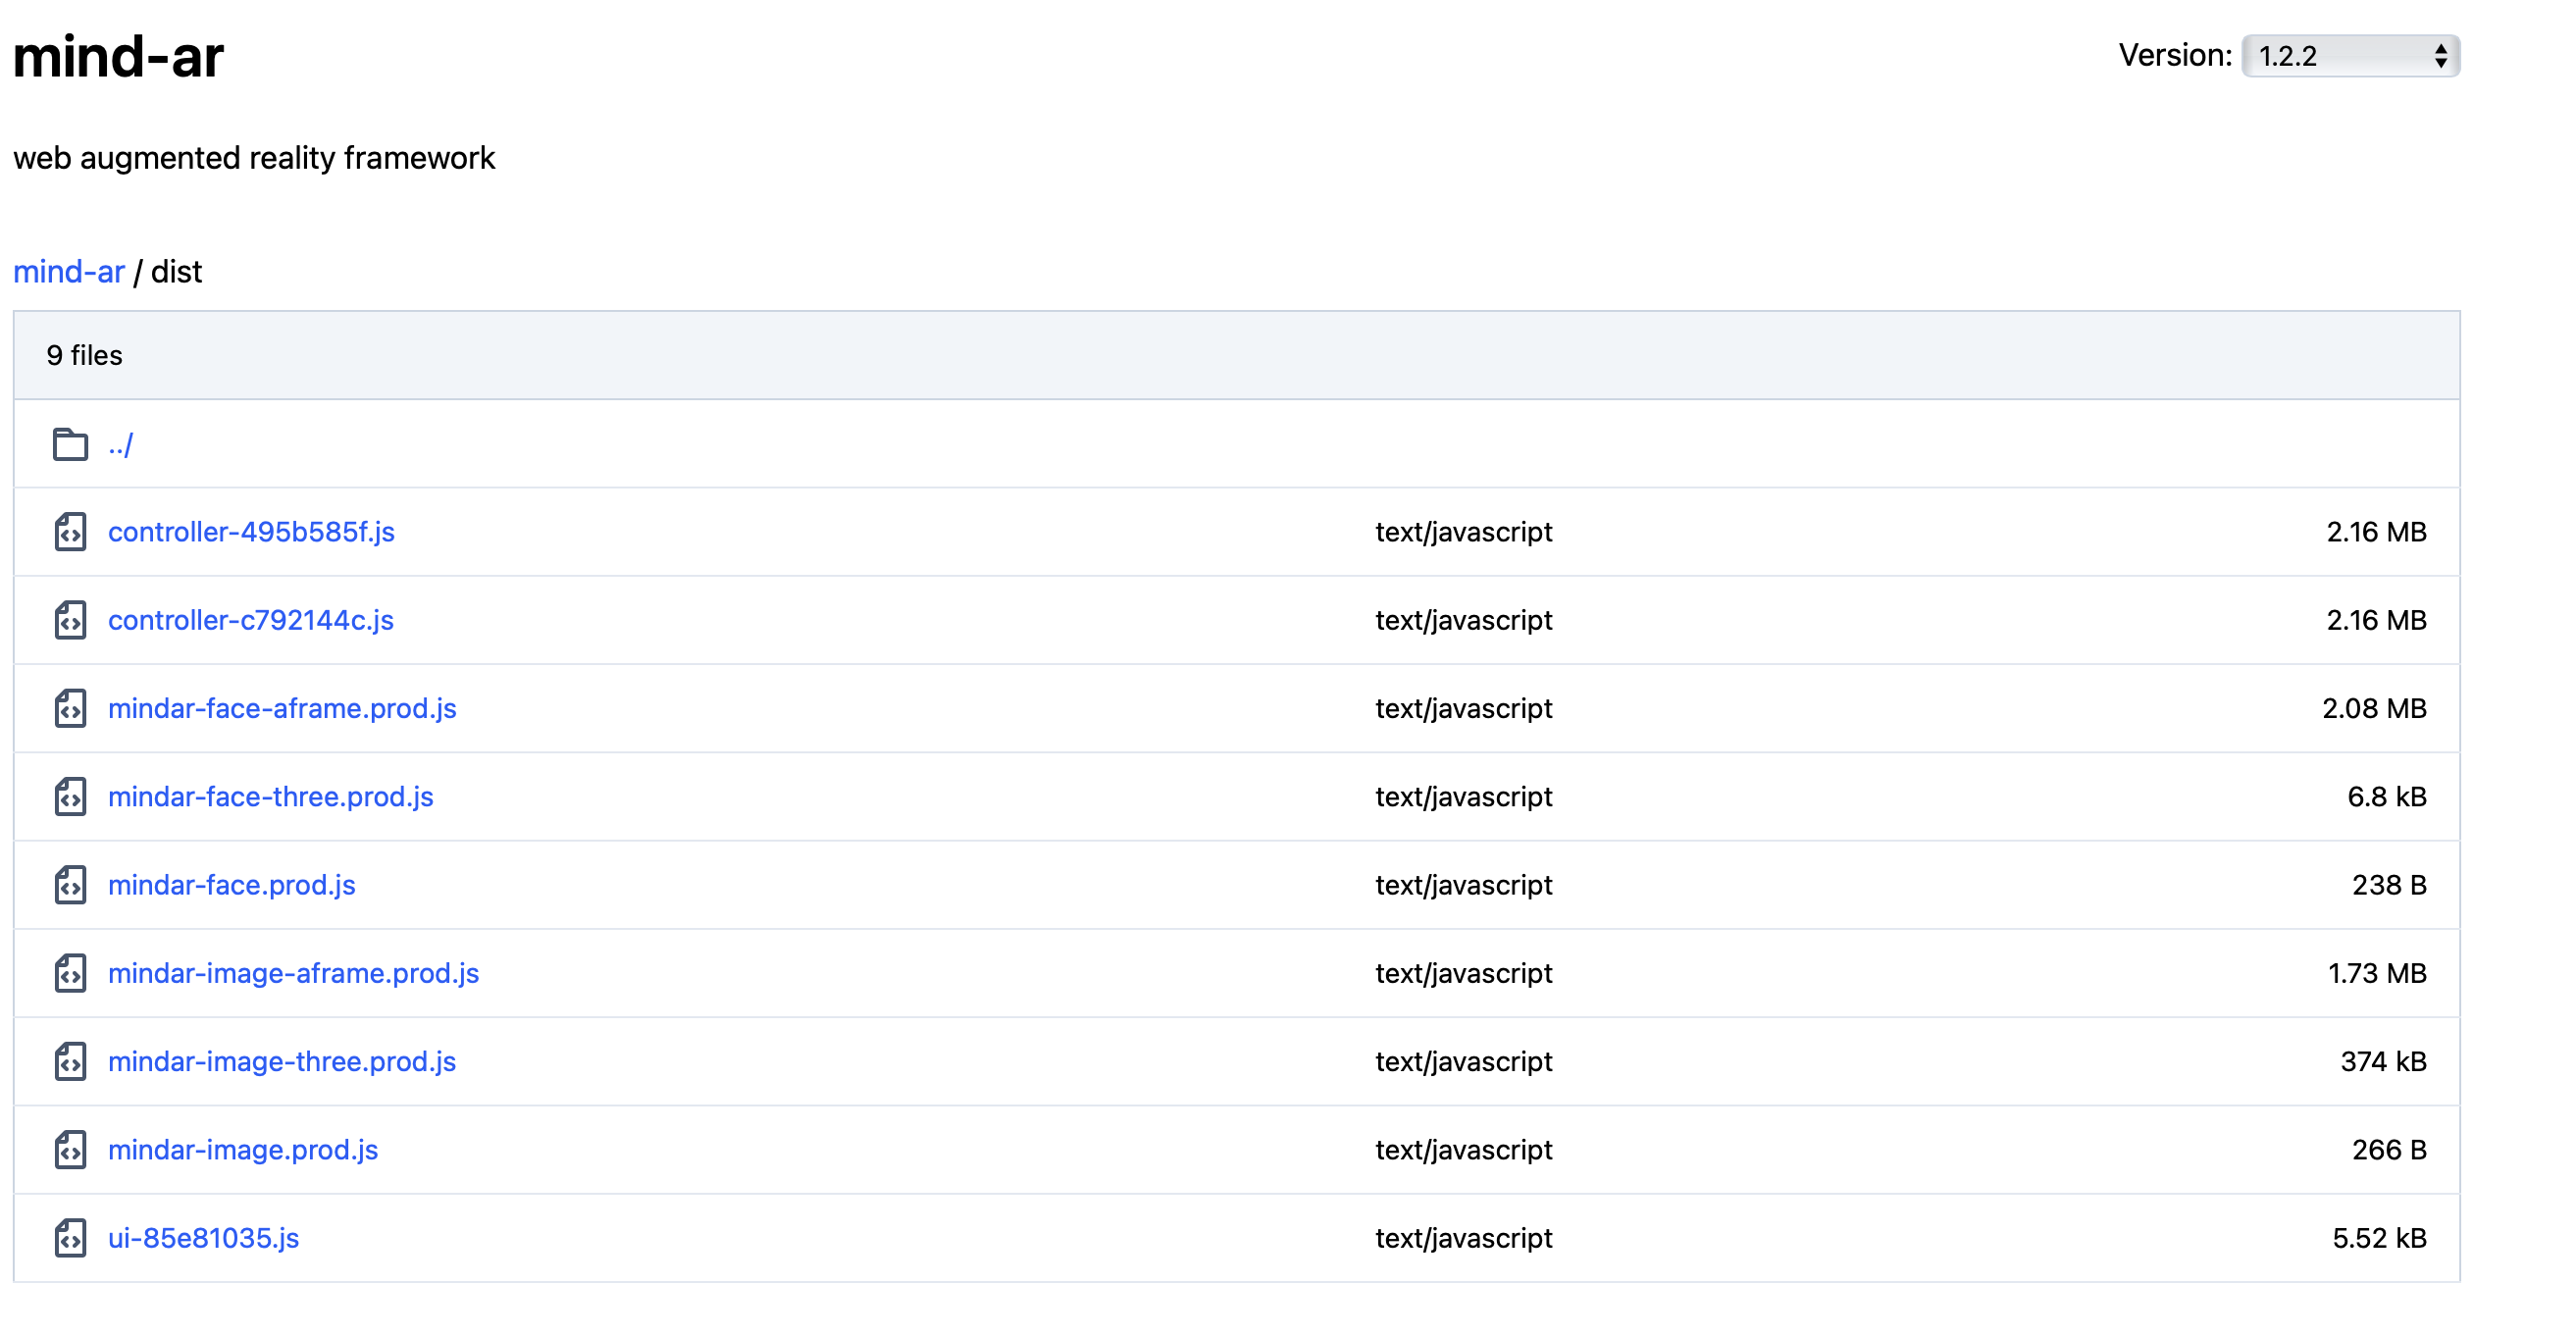 mind-ar
Version: 1.2.2
web augmented reality framework
mind-ar / dist
9 files
../
controller-495b585f.js text/javascript 2.16 MB
controller-c792144c.js text/javascript 2.16 MB
mindar-face-aframe.prod.js text/javascript 2.08 MB
mindar-face-three.prod.js text/javascript 6.8 kB
mindar-face.prod.js text/javascript 238 B
mindar-image-aframe.prod.js text/javascript 1.73 MB
mindar-image-three.prod.js text/javascript 374 kB
mindar-image.prod.js text/javascript 266 B
ui-85e81035.js text/javascript 5.52 kB